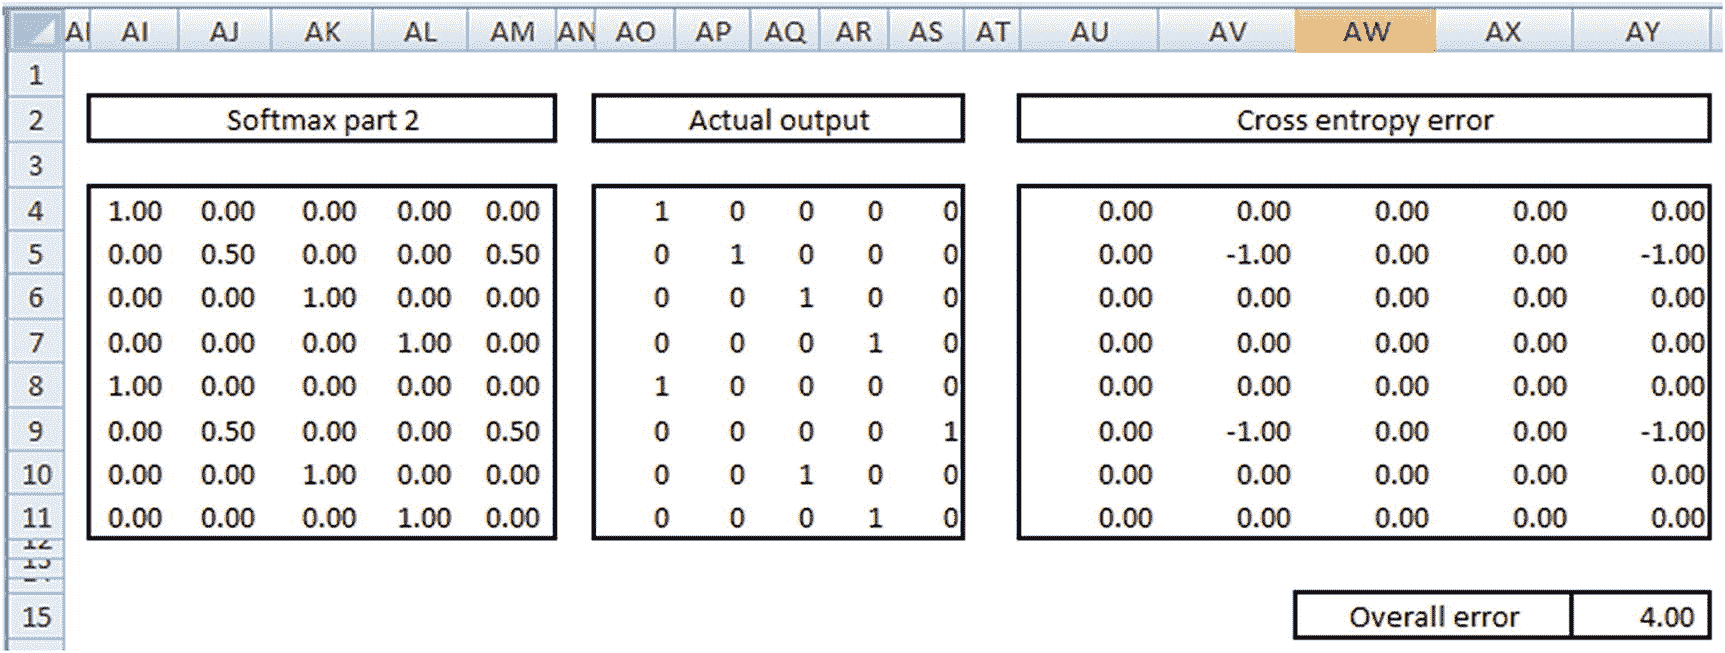 AI AJ AK AL AM AN AO AP AQ AR AS AT AU AV AW AX AY
1
2 Softmax part 2 Actual output Cross entropy error
3
4 1.00 0.00 0.00 0.00 0.00 1 0 0 0 0 0.00 0.00 0.00 0.00 0.00
5 0.00 0.50 0.00 0.00 0.50 0 1 0 0 0 0.00 -1.00 0.00 0.00 -1.00
6 0.00 0.00 1.00 0.00 0.00 0 0 1 0 0 0.00 0.00 0.00 0.00 0.00
7 0.00 0.00 0.00 1.00 0.00 0 0 0 1 0 0.00 0.00 0.00 0.00 0.00
8 1.00 0.00 0.00 0.00 0.00 1 0 0 0 0 0.00 0.00 0.00 0.00 0.00
9 0.00 0.50 0.00 0.00 0.50 0 0 0 0 1 0.00 -1.00 0.00 0.00 -1.00
10 0.00 0.00 1.00 0.00 0.00 0 0 1 0 0 0.00 0.00 0.00 0.00 0.00
11 0.00 0.00 0.00 1.00 0.00 0 0 0 1 0 0.00 0.00 0.00 0.00 0.00
12
13
15 Overall error 4.00